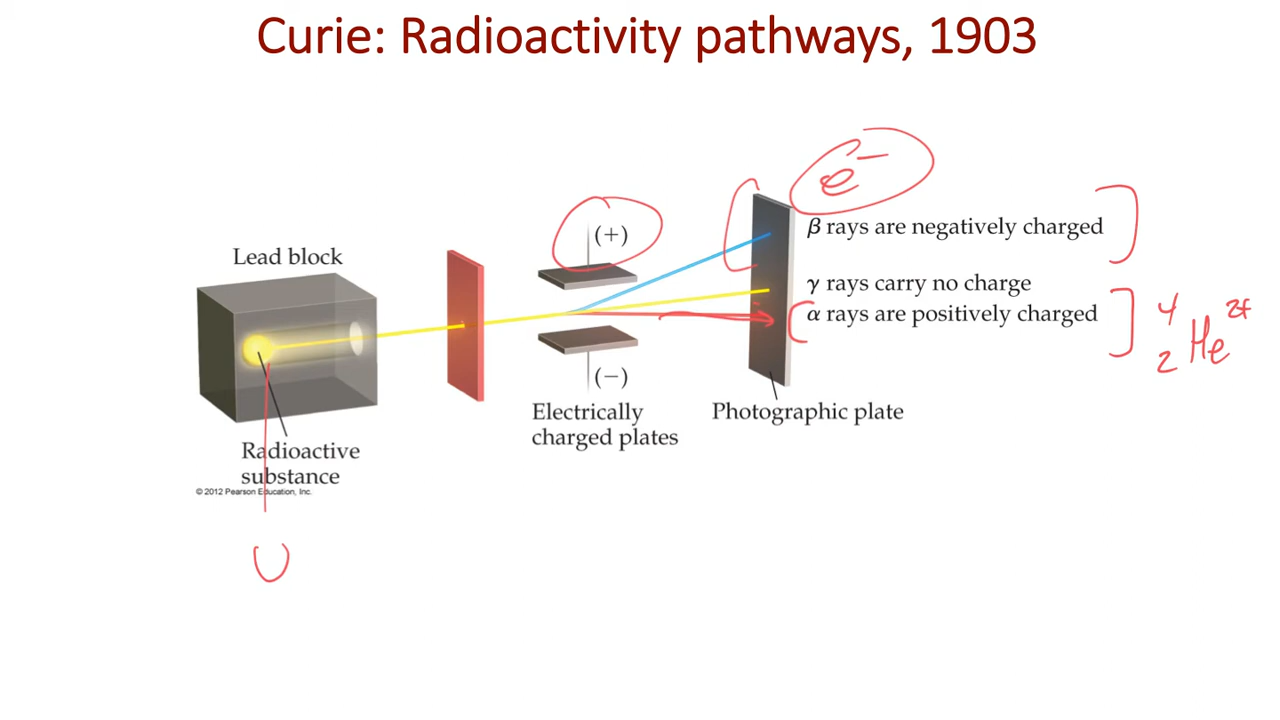 Curie: Radioactivity pathways, 1903
e⁻
(+)
β rays are negatively charged
Lead block
γ rays carry no charge
α rays are positively charged
⁴₂He²⁺
(−)
Electrically
charged plates
Photographic plate
Radioactive
substance
© 2012 Pearson Education, Inc.
U